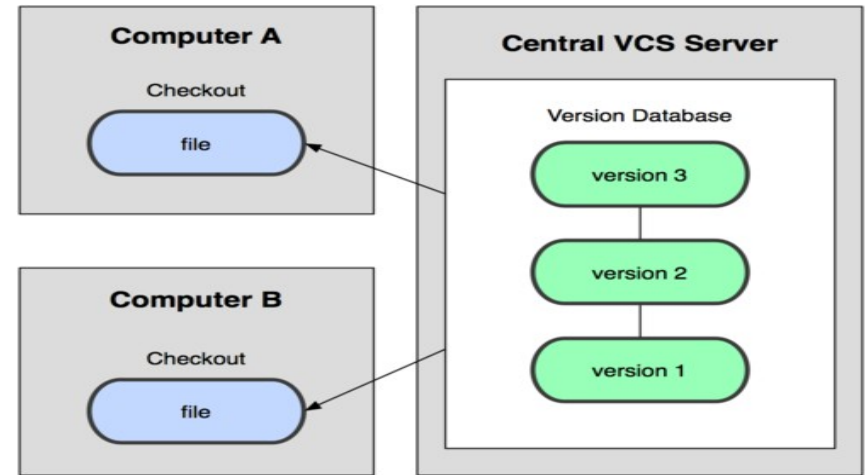 Computer A
Checkout
file
Computer B
Checkout
file
Central VCS Server
Version Database
version 3
version 2
version 1